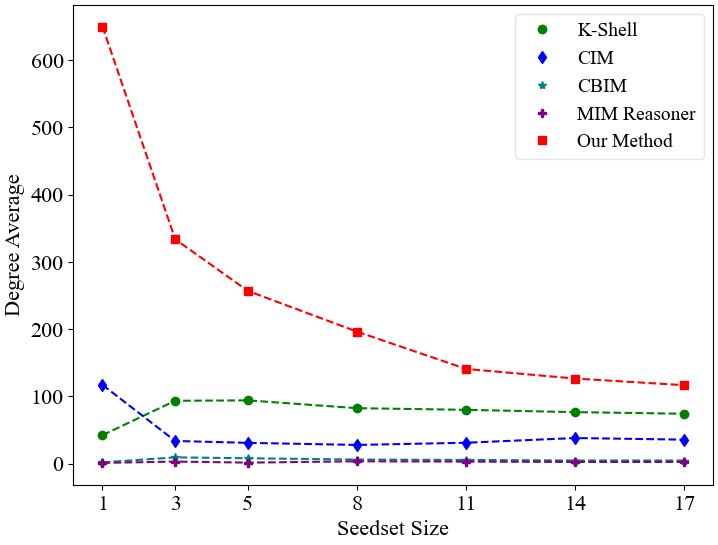 Degree Average
600
500
400
300
200
100
0
1 3 5 8 11 14 17
Seedset Size
K-Shell
CIM
CBIM
MIM Reasoner
Our Method